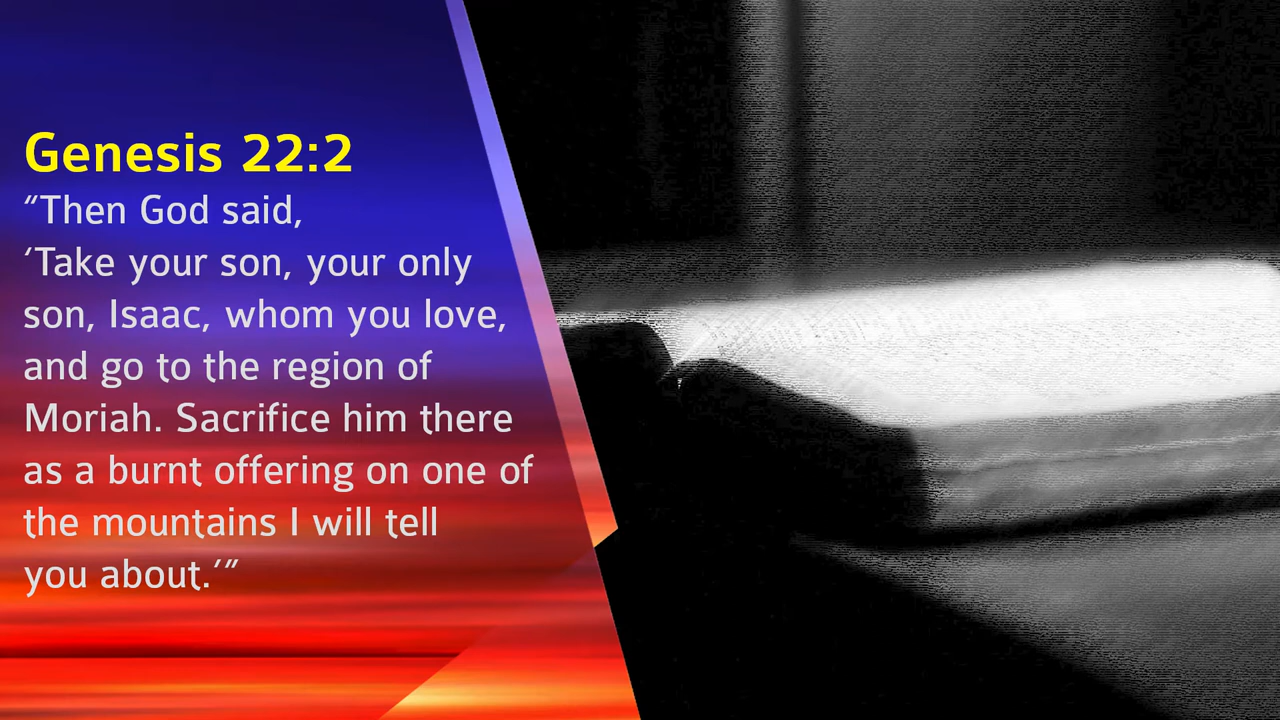 Genesis 22:2
“Then God said,
‘Take your son, your only
son, Isaac, whom you love,
and go to the region of
Moriah. Sacrifice him there
as a burnt offering on one of
the mountains I will tell
you about.’”